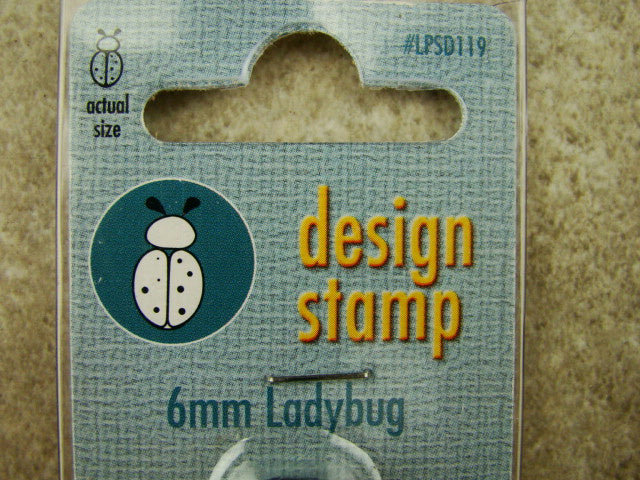 #LPSD119
actual
size
design
stamp
6mm Ladybug